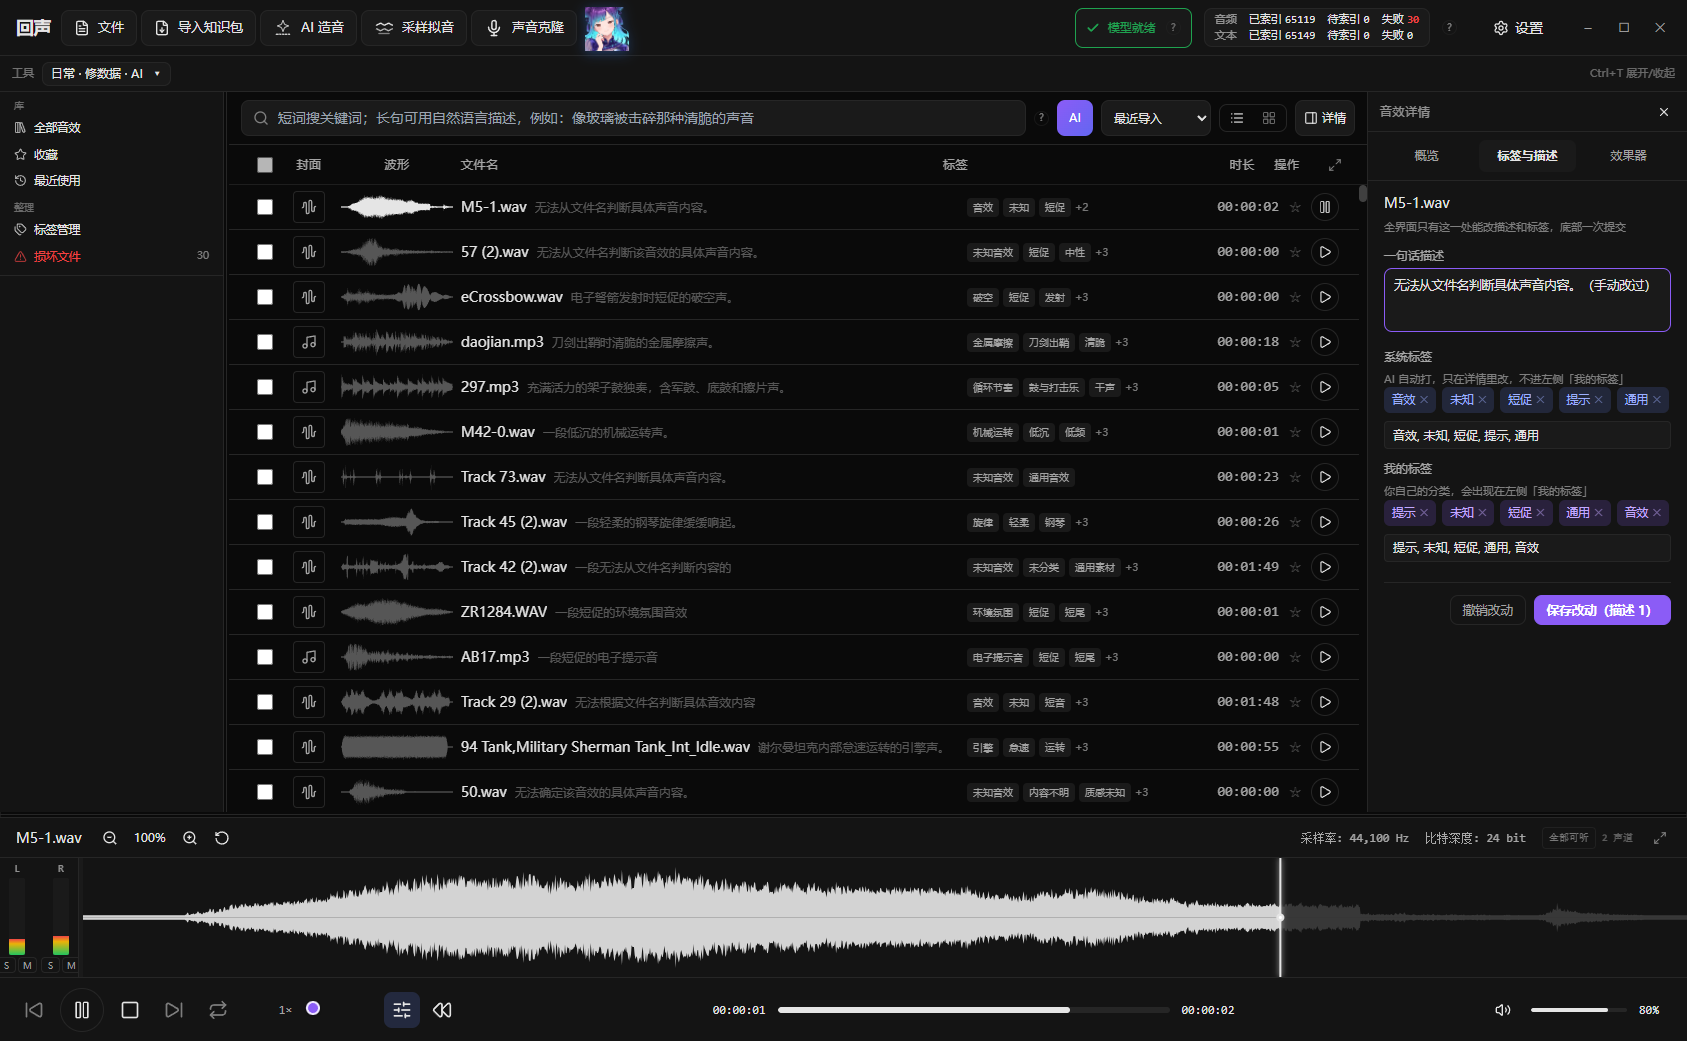 回声 文件 导入知识包 AI 造音 采样拟音 声音克隆 模型就绪 ? 音频 已索引 65119 待索引 0 失败 30 ? 设置
文本 已索引 65149 待索引 0 失败 0
工具 日常 · 修数据 · AI Ctrl+T 展开/收起
库
全部音效
收藏
最近使用
整理
标签管理
损坏文件 30
短词搜关键词；长句可用自然语言描述，例如：像玻璃被击碎那种清脆的声音 ? AI 最近导入 详情
封面 波形 文件名 标签 时长 操作
M5-1.wav 无法从文件名判断具体声音内容。 音效 未知 短促 +2 00:00:02
57 (2).wav 无法从文件名判断该音效的具体声音内容。 未知音效 短促 中性 +3 00:00:00
eCrossbow.wav 电子弩箭发射时短促的破空声。 破空 短促 发射 +3 00:00:00
daojian.mp3 刀剑出鞘时清脆的金属摩擦声。 金属摩擦 刀剑出鞘 清脆 +3 00:00:18
297.mp3 充满活力的架子鼓独奏，含军鼓、底鼓和镲片声。 循环节奏 鼓与打击乐 干声 +3 00:00:05
M42-0.wav 一段低沉的机械运转声。 机械运转 低沉 低频 +3 00:00:01
Track 73.wav 无法从文件名判断具体声音内容。 未知音效 通用音效 00:00:23
Track 45 (2).wav 一段轻柔的钢琴旋律缓缓响起。 旋律 轻柔 钢琴 +3 00:00:26
Track 42 (2).wav 一段无法从文件名判断内容的 未知音效 未分类 通用素材 +3 00:01:49
ZR1284.WAV 一段短促的环境氛围音效 环境氛围 短促 短尾 +3 00:00:01
AB17.mp3 一段短促的电子提示音 电子提示音 短促 短尾 +3 00:00:00
Track 29 (2).wav 无法根据文件名判断具体音效内容 音效 未知 短音 +3 00:01:48
94 Tank,Military Sherman Tank_Int_Idle.wav 谢尔曼坦克内部怠速运转的引擎声。 引擎 怠速 运转 +3 00:00:55
50.wav 无法确定该音效的具体声音内容。 未知音效 内容不明 质感未知 +3 00:00:00
音效详情
概览 标签与描述 效果器
M5-1.wav
全界面只有这一处能改描述和标签，底部一次提交
一句话描述
无法从文件名判断具体声音内容。（手动改过）
系统标签
AI 自动打，只在详情里改，不进左侧「我的标签」
音效 × 未知 × 短促 × 提示 × 通用 ×
音效, 未知, 短促, 提示, 通用
我的标签
你自己的分类，会出现在左侧「我的标签」
提示 × 未知 × 短促 × 通用 × 音效 ×
提示, 未知, 短促, 通用, 音效
撤销改动 保存改动（描述 1）
M5-1.wav 100% 采样率: 44,100 Hz 比特深度: 24 bit 全部可听 2 声道
L R
S M S M
1× 00:00:01 00:00:02 80%